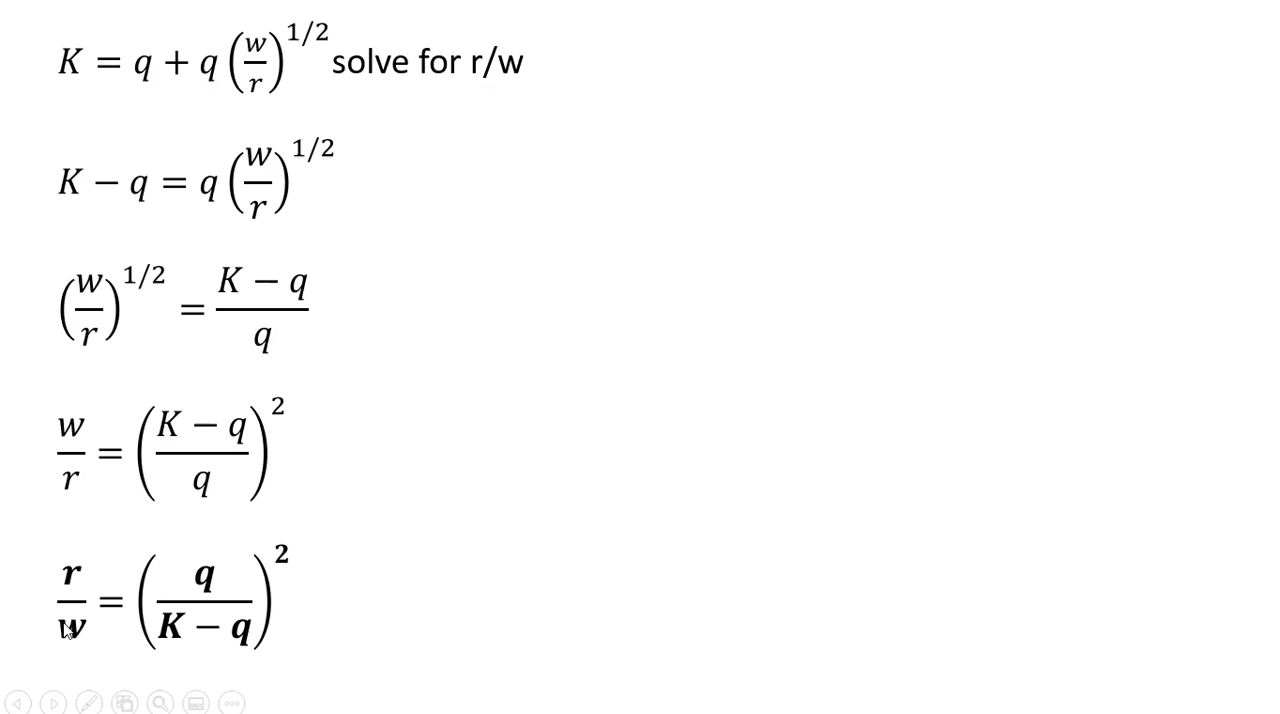 K = q + q (w/r)^1/2 solve for r/w
K − q = q (w/r)^1/2
(w/r)^1/2 = (K − q)/q
w/r = ((K − q)/q)^2
r/w = (q/(K − q))^2